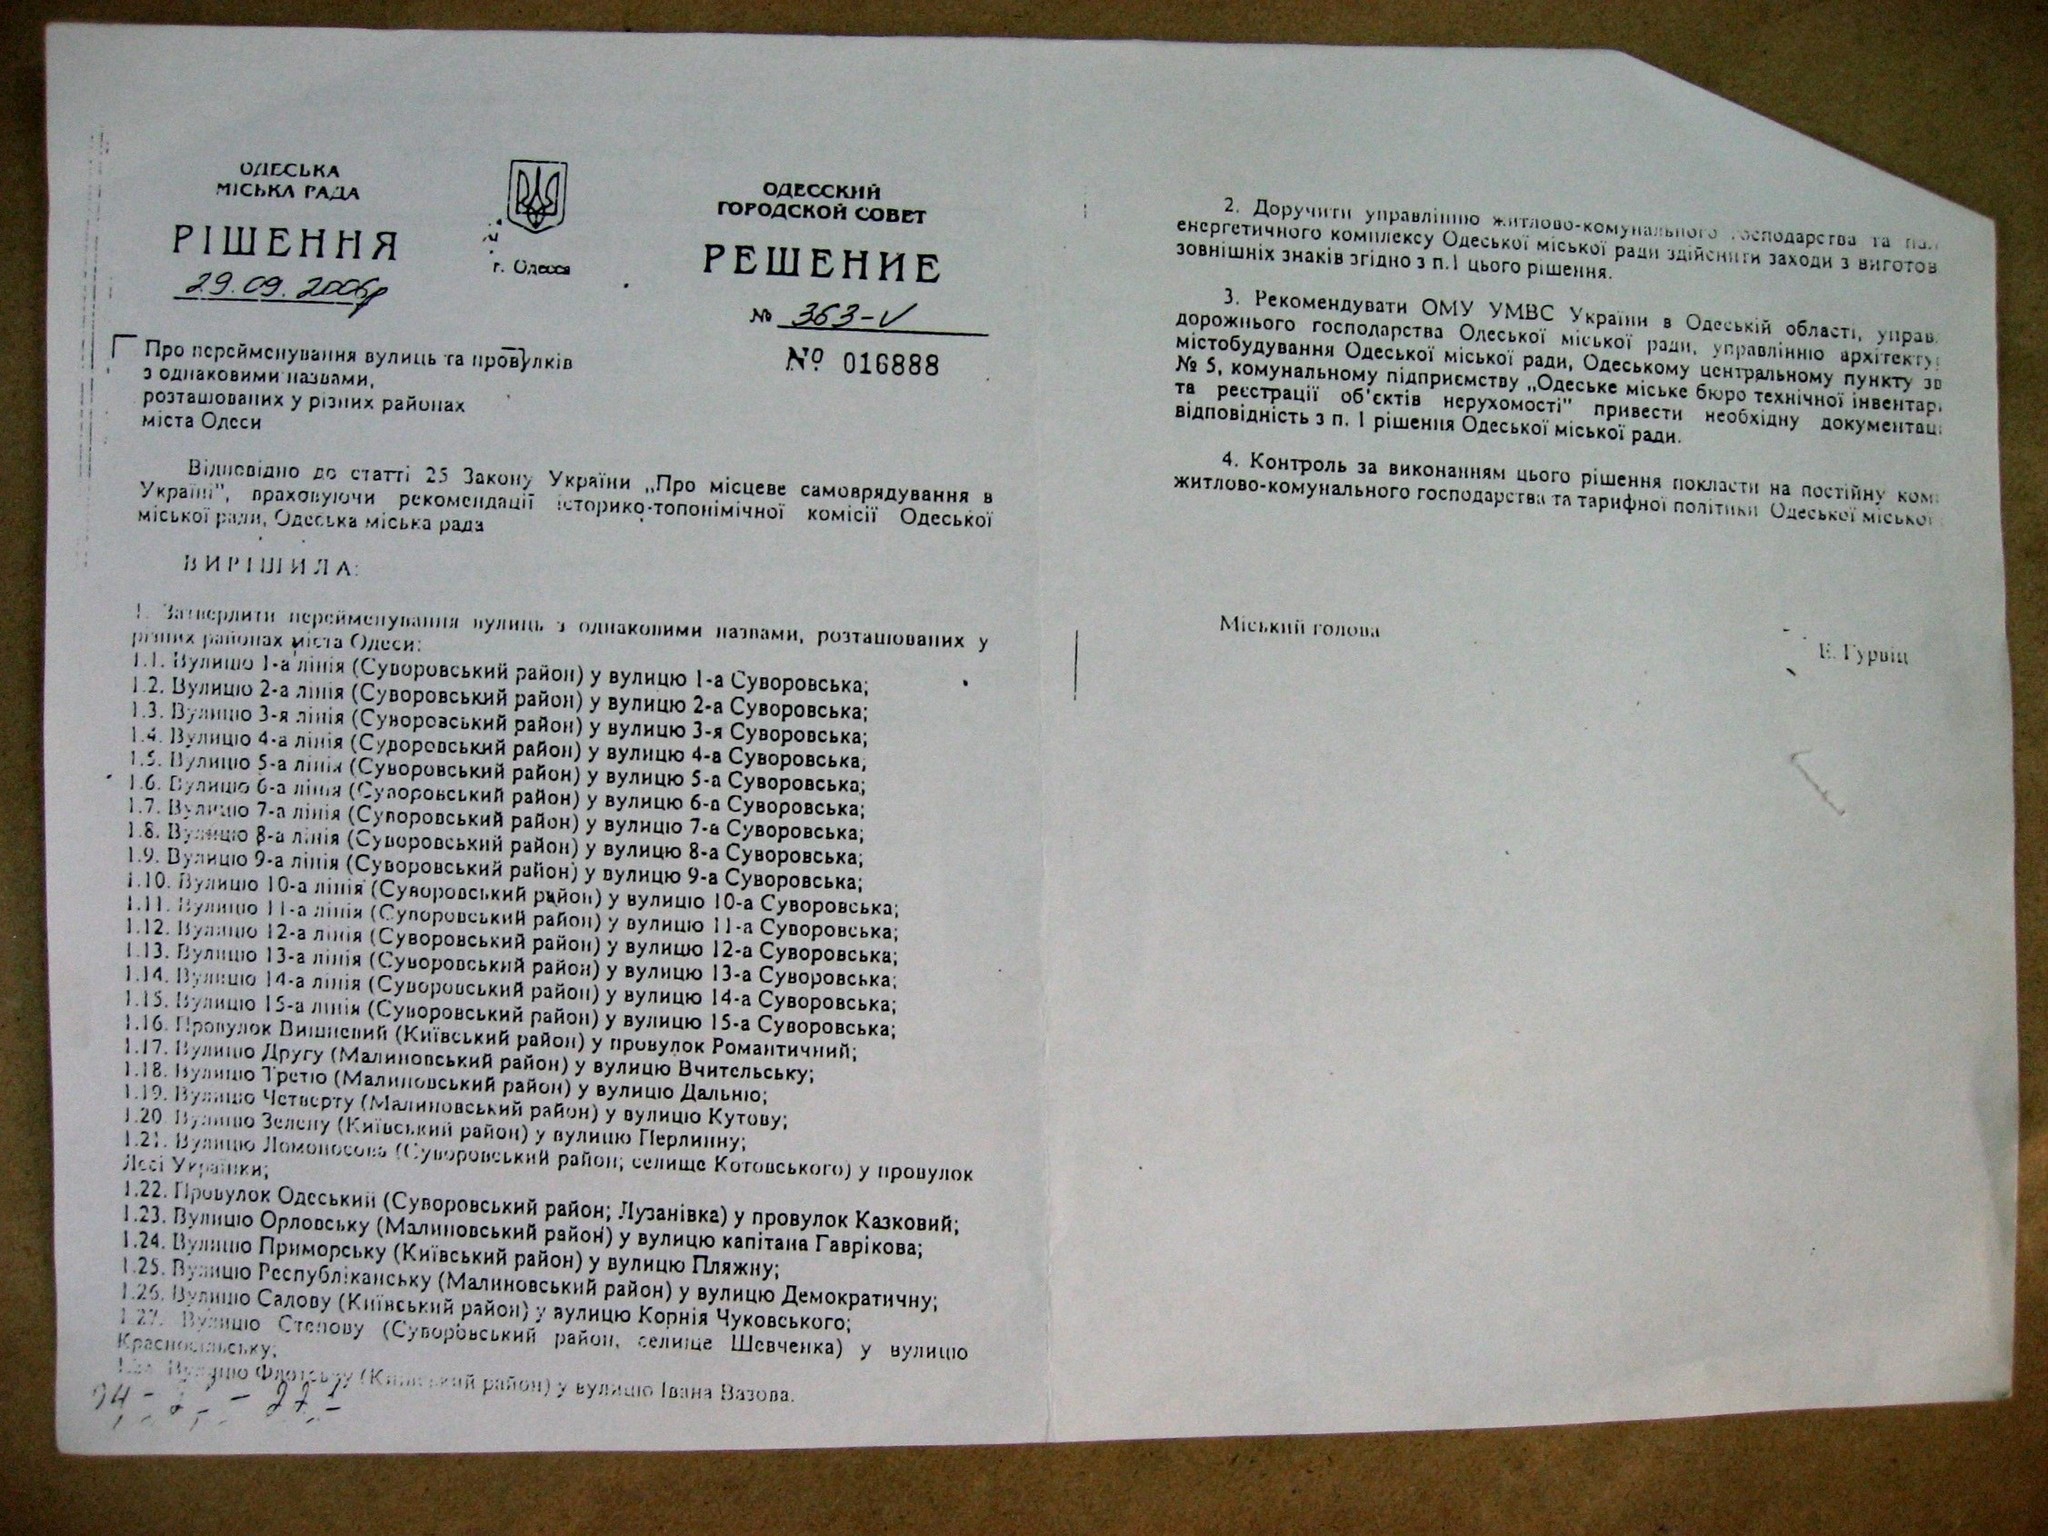 ОДЕСЬКА
МІСЬКА РАДА
РІШЕННЯ
29.09.2006р
г. Одесса
ОДЕССКИЙ
ГОРОДСКОЙ СОВЕТ
РЕШЕНИЕ
№ 363-V
№ 016888
Про перейменування вулиць та провулків
з однаковими назвами,
розташованих у різних районах
міста Одеси
Відповідно до статті 25 Закону України „Про місцеве самоврядування в
Україні", враховуючи рекомендації історико-топонімічної комісії Одеської
міської ради, Одеська міська рада
ВИРІШИЛА:
1. Затвердити перейменування вулиць з однаковими назвами, розташованих у
різних районах міста Одеси:
1.1. Вулицю 1-а лінія (Суворовський район) у вулицю 1-а Суворовська;
1.2. Вулицю 2-а лінія (Суворовський район) у вулицю 2-а Суворовська;
1.3. Вулицю 3-я лінія (Суворовський район) у вулицю 3-я Суворовська;
1.4. Вулицю 4-а лінія (Суворовський район) у вулицю 4-а Суворовська;
1.5. Вулицю 5-а лінія (Суворовський район) у вулицю 5-а Суворовська;
1.6. Вулицю 6-а лінія (Суворовський район) у вулицю 6-а Суворовська;
1.7. Вулицю 7-а лінія (Суворовський район) у вулицю 7-а Суворовська;
1.8. Вулицю 8-а лінія (Суворовський район) у вулицю 8-а Суворовська;
1.9. Вулицю 9-а лінія (Суворовський район) у вулицю 9-а Суворовська;
1.10. Вулицю 10-а лінія (Суворовський район) у вулицю 10-а Суворовська;
1.11. Вулицю 11-а лінія (Суворовський район) у вулицю 11-а Суворовська;
1.12. Вулицю 12-а лінія (Суворовський район) у вулицю 12-а Суворовська;
1.13. Вулицю 13-а лінія (Суворовський район) у вулицю 13-а Суворовська;
1.14. Вулицю 14-а лінія (Суворовський район) у вулицю 14-а Суворовська;
1.15. Вулицю 15-а лінія (Суворовський район) у вулицю 15-а Суворовська;
1.16. Провулок Вишневий (Київський район) у провулок Романтичний;
1.17. Вулицю Другу (Малиновський район) у вулицю Вчительську;
1.18. Вулицю Третю (Малиновський район) у вулицю Дальню;
1.19. Вулицю Четверту (Малиновський район) у вулицю Кутову;
1.20. Вулицю Зелену (Київський район) у вулицю Перлинну;
1.21. Вулицю Ломоносова (Суворовський район; селище Котовського) у провулок
Лесі Українки;
1.22. Провулок Одеський (Суворовський район; Лузанівка) у провулок Казковий;
1.23. Вулицю Орловську (Малиновський район) у вулицю капітана Гаврікова;
1.24. Вулицю Приморську (Київський район) у вулицю Пляжну;
1.25. Вулицю Республіканську (Малиновський район) у вулицю Демократичну;
1.26. Вулицю Садову (Київський район) у вулицю Корнія Чуковського;
1.27. Вулицю Степову (Суворовський район, селище Шевченка) у вулицю
Красносільську;
Вулицю Флотську (Київський район) у вулицю Івана Вазова.
2. Доручити управлінню житлово-комунального господарства та пал
енергетичного комплексу Одеської міської ради здійснити заходи з виготов
зовнішніх знаків згідно з п.1 цього рішення.
3. Рекомендувати ОМУ УМВС України в Одеській області, управ
дорожнього господарства Одеської міської ради, управлінню архітекту
містобудування Одеської міської ради, Одеському центральному пункту зв
№ 5, комунальному підприємству „Одеське міське бюро технічної інвентар
та реєстрації об'єктів нерухомості" привести необхідну документац
відповідність з п. 1 рішення Одеської міської ради.
4. Контроль за виконанням цього рішення покласти на постійну ком
житлово-комунального господарства та тарифної політики Одеської міської
Міський голова
Е. Гурвіц